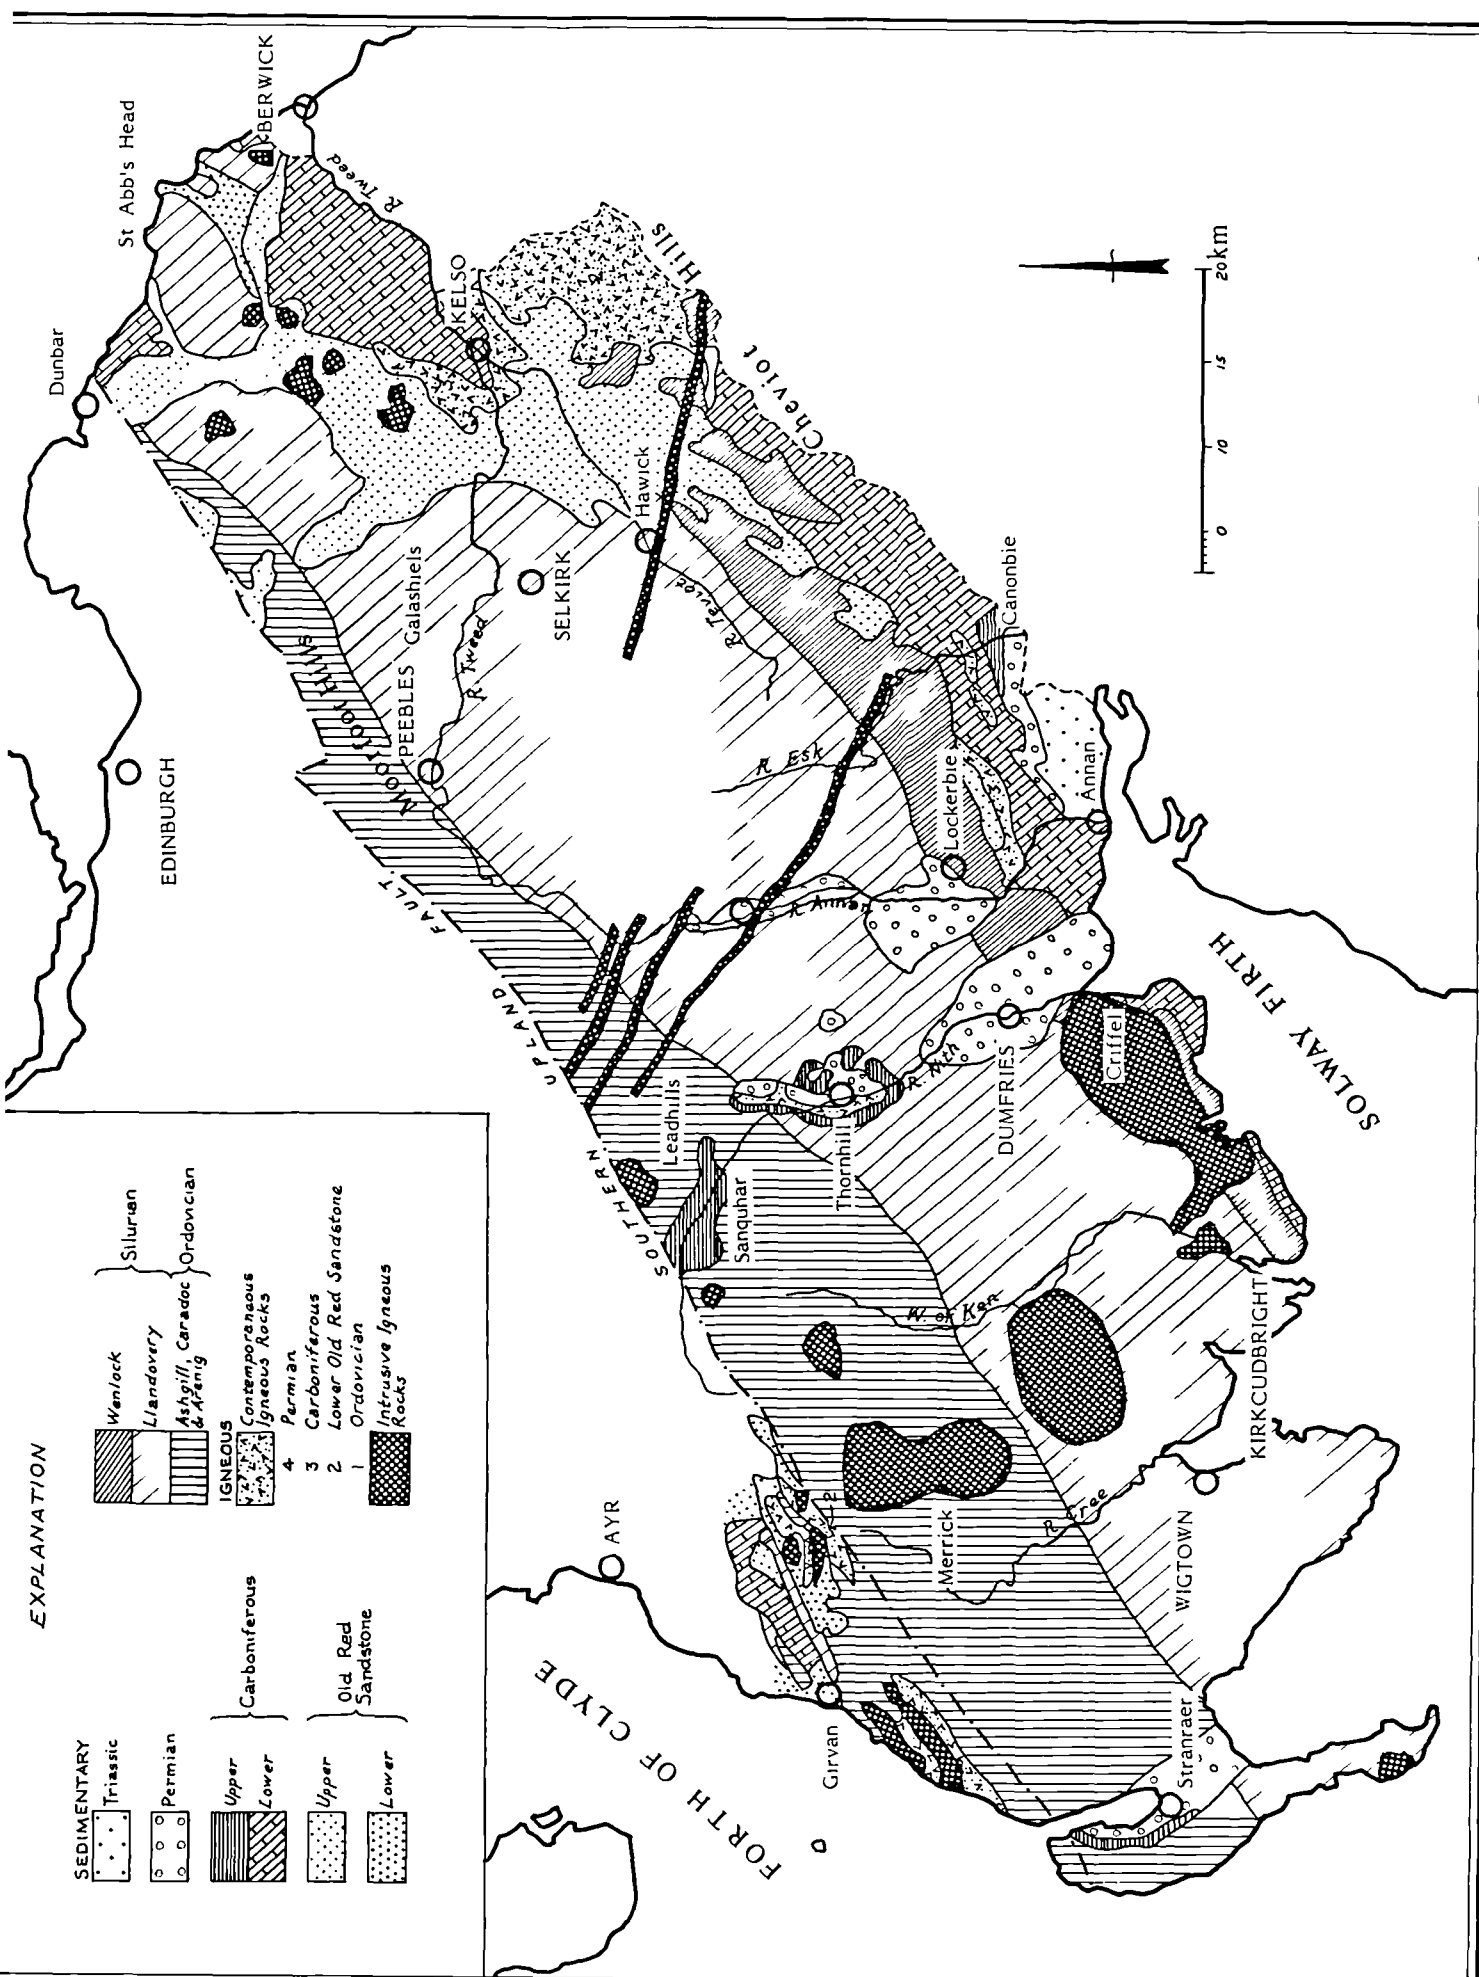 EXPLANATION
SEDIMENTARY
Triassic
Permian
Upper
Lower
Carboniferous
Upper
Lower
Old Red
Sandstone
Wenlock
Llandovery
Silurian
Ashgill, Caradoc
& Arenig
Ordovician
IGNEOUS
Contemporaneous
Igneous Rocks
4 Permian
3 Carboniferous
2 Lower Old Red Sandstone
1 Ordovician
Intrusive Igneous
Rocks
EDINBURGH
Dunbar
St Abb's Head
BERWICK
R. Tweed
KELSO
Cheviot Hills
Moorfoot Hills
PEEBLES
Galashiels
R. Tweed
SELKIRK
Hawick
R. Teviot
SOUTHERN UPLAND FAULT
Leadhills
Sanquhar
Thornhill
R. Nith
R Annan
R Esk
Lockerbie
Canonbie
Annan
DUMFRIES
Criffel
SOLWAY FIRTH
W. of Ken
KIRKCUDBRIGHT
AYR
2
Merrick
R. Cree
WIGTOWN
Girvan
FORTH OF CLYDE
Stranraer
0 10 15 20km